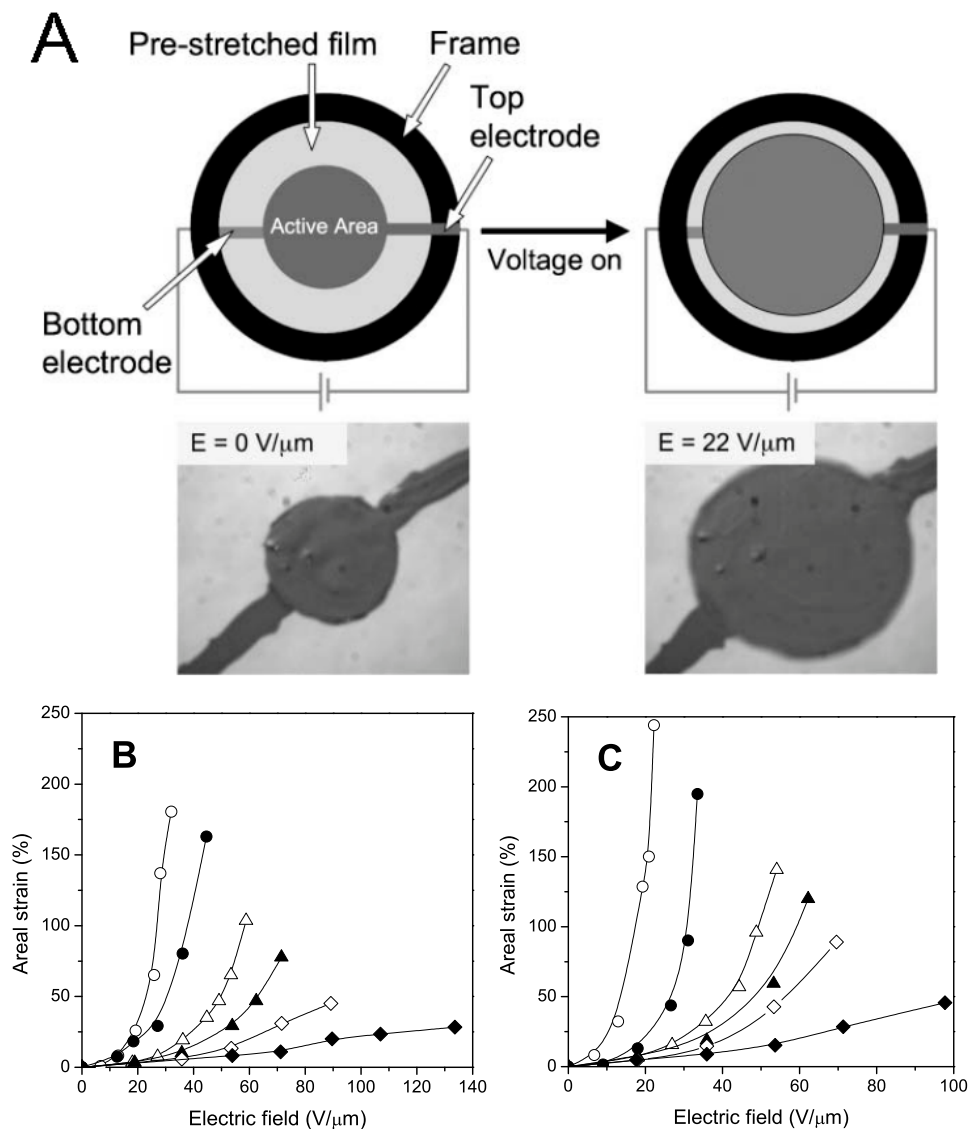 A
Pre-stretched film
Frame
Top
electrode
Active Area
Voltage on
Bottom
electrode
E = 0 V/μm
E = 22 V/μm
B
Areal strain (%)
250
200
150
100
50
0
0 20 40 60 80 100 120 140
Electric field (V/μm)
C
Areal strain (%)
250
200
150
100
50
0
0 20 40 60 80 100
Electric field (V/μm)